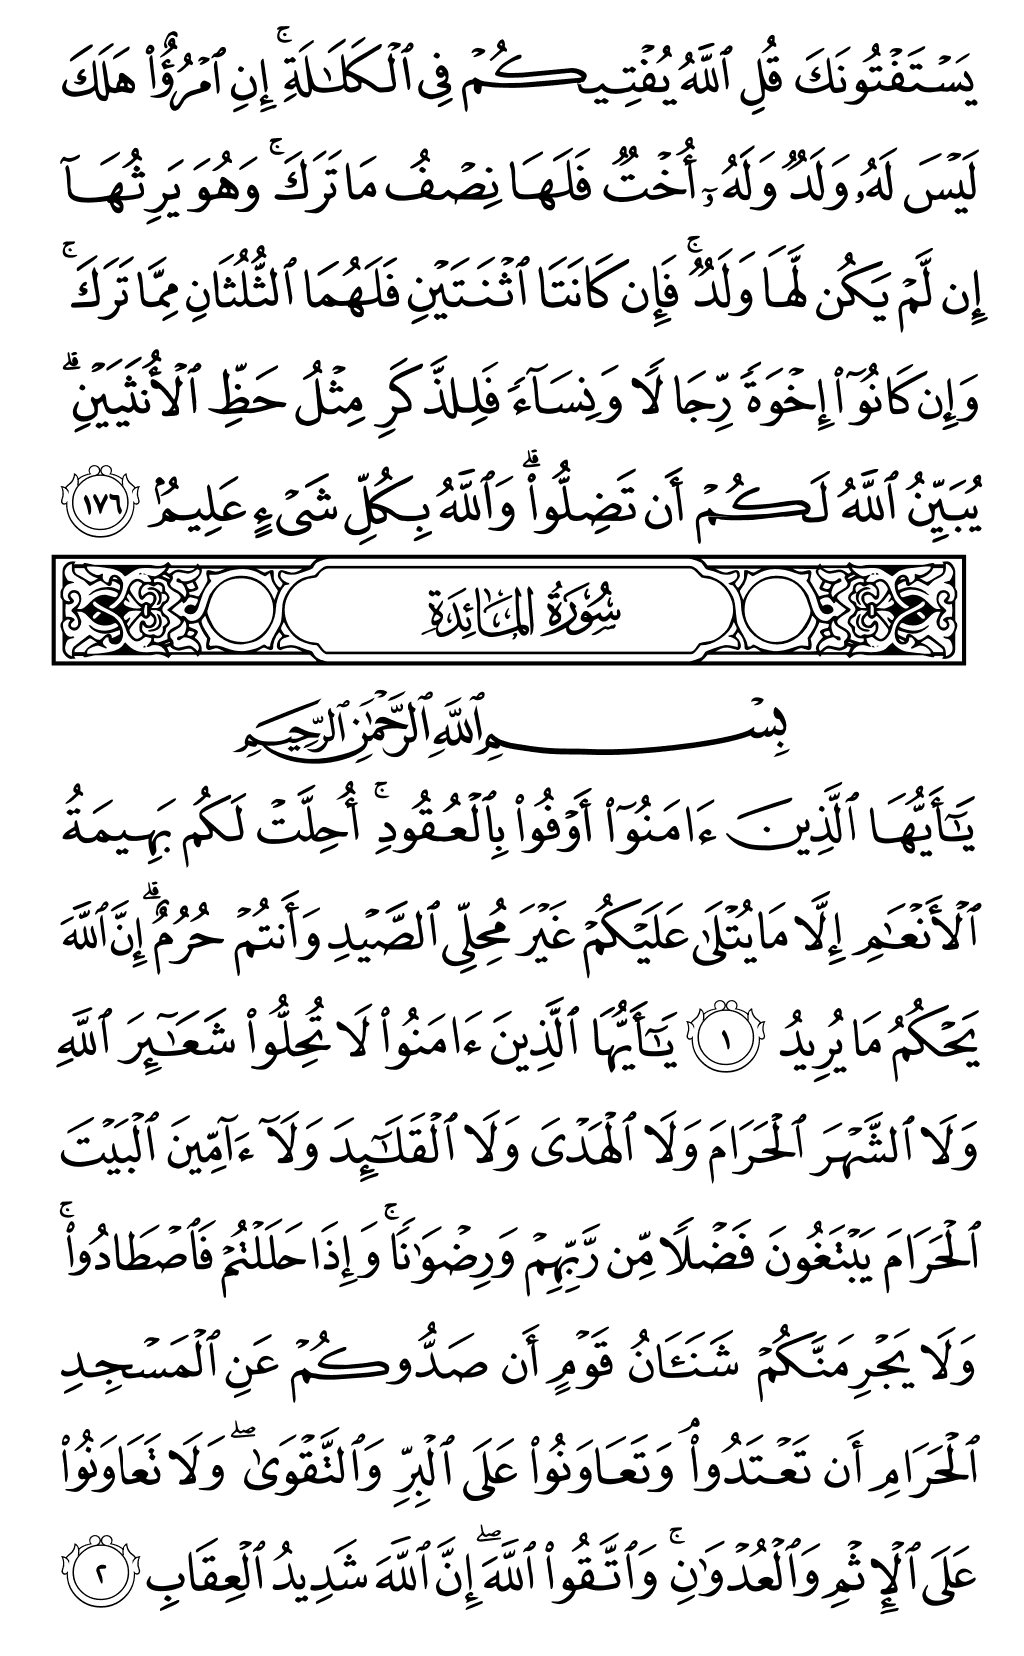 يَسۡتَفۡتُونَكَ قُلِ ٱللَّهُ يُفۡتِيكُمۡ فِي ٱلۡكَلَٰلَةِۚ إِنِ ٱمۡرُؤٌاْ هَلَكَ
لَيۡسَ لَهُۥ وَلَدٞ وَلَهُۥٓ أُخۡتٞ فَلَهَا نِصۡفُ مَا تَرَكَۚ وَهُوَ يَرِثُهَآ
إِن لَّمۡ يَكُن لَّهَا وَلَدٞۚ فَإِن كَانَتَا ٱثۡنَتَيۡنِ فَلَهُمَا ٱلثُّلُثَانِ مِمَّا تَرَكَۚ
وَإِن كَانُوٓاْ إِخۡوَةٗ رِّجَالٗا وَنِسَآءٗ فَلِلذَّكَرِ مِثۡلُ حَظِّ ٱلۡأُنثَيَيۡنِۗ
يُبَيِّنُ ٱللَّهُ لَكُمۡ أَن تَضِلُّواْۗ وَٱللَّهُ بِكُلِّ شَيۡءٍ عَلِيمُۢ ١٧٦
سُورَةُ المَائِدَةِ
بِسۡمِ ٱللَّهِ ٱلرَّحۡمَٰنِ ٱلرَّحِيمِ
يَٰٓأَيُّهَا ٱلَّذِينَ ءَامَنُوٓاْ أَوۡفُواْ بِٱلۡعُقُودِۚ أُحِلَّتۡ لَكُم بَهِيمَةُ
ٱلۡأَنۡعَٰمِ إِلَّا مَا يُتۡلَىٰ عَلَيۡكُمۡ غَيۡرَ مُحِلِّي ٱلصَّيۡدِ وَأَنتُمۡ حُرُمٌۗ إِنَّ ٱللَّهَ
يَحۡكُمُ مَا يُرِيدُ ١ يَٰٓأَيُّهَا ٱلَّذِينَ ءَامَنُواْ لَا تُحِلُّواْ شَعَٰٓئِرَ ٱللَّهِ
وَلَا ٱلشَّهۡرَ ٱلۡحَرَامَ وَلَا ٱلۡهَدۡيَ وَلَا ٱلۡقَلَٰٓئِدَ وَلَآ ءَآمِّينَ ٱلۡبَيۡتَ
ٱلۡحَرَامَ يَبۡتَغُونَ فَضۡلٗا مِّن رَّبِّهِمۡ وَرِضۡوَٰنٗاۚ وَإِذَا حَلَلۡتُمۡ فَٱصۡطَادُواْۚ
وَلَا يَجۡرِمَنَّكُمۡ شَنَـَٔانُ قَوۡمٍ أَن صَدُّوكُمۡ عَنِ ٱلۡمَسۡجِدِ
ٱلۡحَرَامِ أَن تَعۡتَدُواْۘ وَتَعَاوَنُواْ عَلَى ٱلۡبِرِّ وَٱلتَّقۡوَىٰۖ وَلَا تَعَاوَنُواْ
عَلَى ٱلۡإِثۡمِ وَٱلۡعُدۡوَٰنِۚ وَٱتَّقُواْ ٱللَّهَۖ إِنَّ ٱللَّهَ شَدِيدُ ٱلۡعِقَابِ ٢